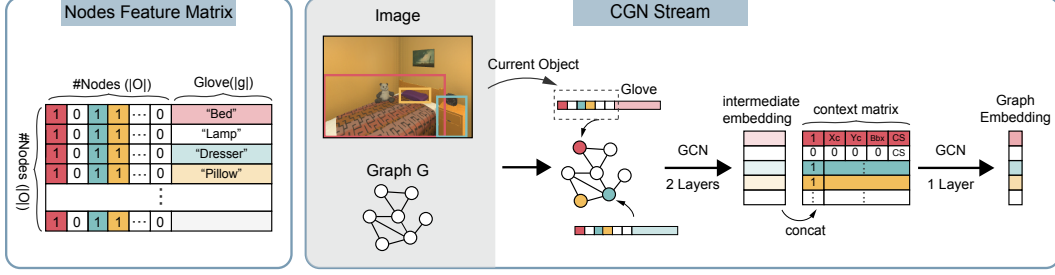 Nodes Feature Matrix
#Nodes (|O|)
Glove(|g|)
#Nodes (|O|)
1 0 1 1 ··· 0 "Bed"
1 0 1 1 ··· 0 "Lamp"
1 0 1 1 ··· 0 "Dresser"
1 0 1 1 ··· 0 "Pillow"
⋮
1 0 1 1 ··· 0
Image
Graph G
CGN Stream
Current Object
Glove
GCN
2 Layers
intermediate
embedding
concat
context matrix
1 Xc Yc Bbx CS
0 0 0 0 CS
1 ⋮
1
⋮ ⋮
GCN
1 Layer
Graph
Embedding